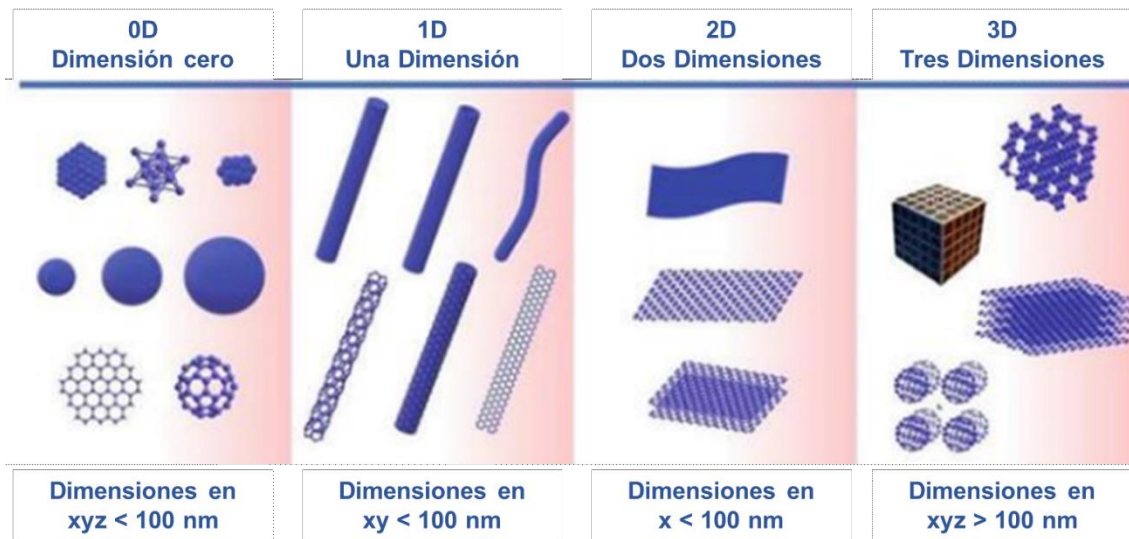 0D
Dimensión cero
1D
Una Dimensión
2D
Dos Dimensiones
3D
Tres Dimensiones
Dimensiones en
xyz < 100 nm
Dimensiones en
xy < 100 nm
Dimensiones en
x < 100 nm
Dimensiones en
xyz > 100 nm